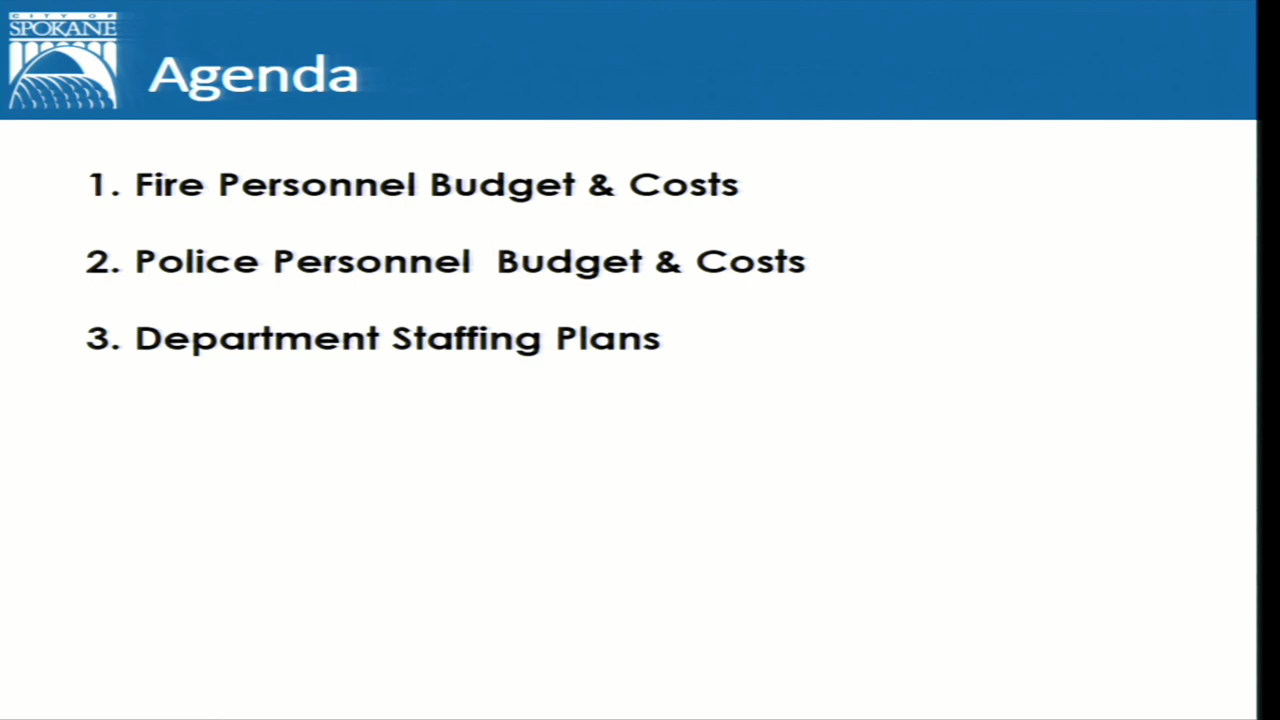 CITY OF
SPOKANE
Agenda
1. Fire Personnel Budget & Costs
2. Police Personnel  Budget & Costs
3. Department Staffing Plans